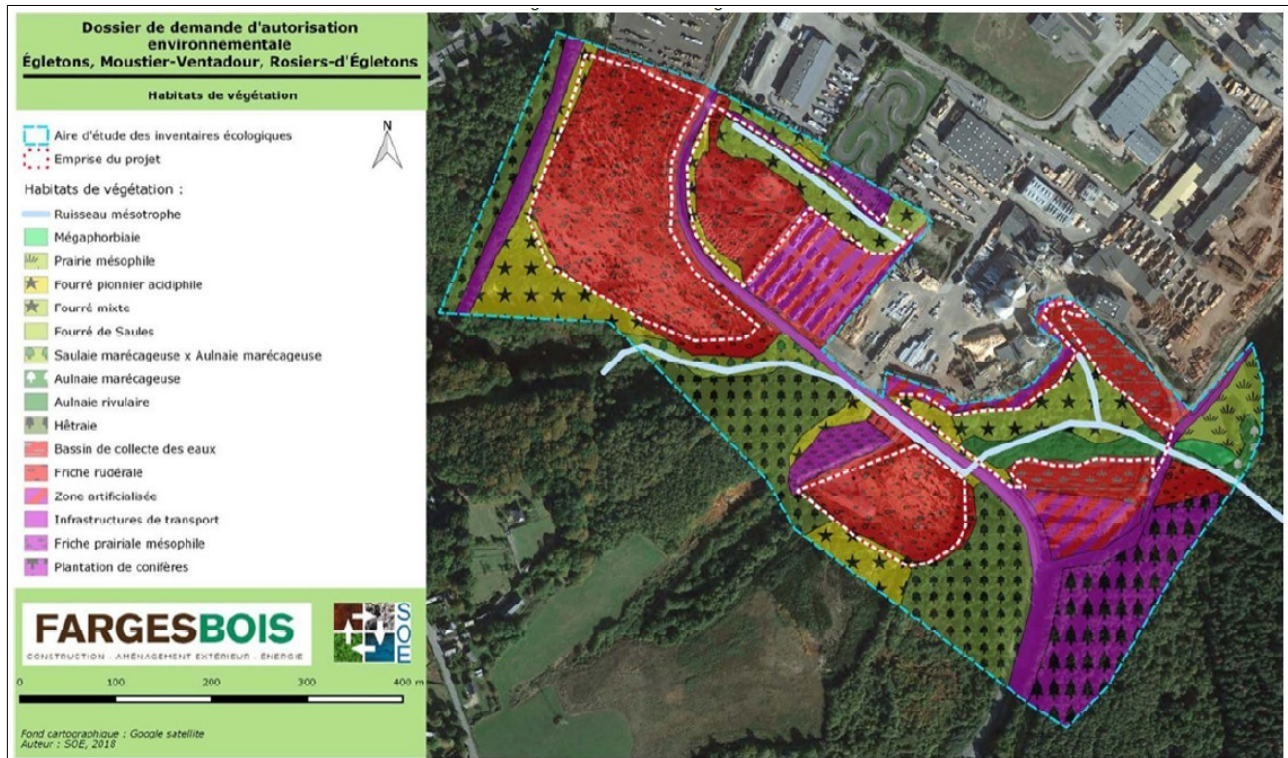 Dossier de demande d'autorisation
environnementale
Égletons, Moustier-Ventadour, Rosiers-d'Égletons
Habitats de végétation
Aire d'étude des inventaires écologiques
Emprise du projet
N
Habitats de végétation :
Ruisseau mésotrophe
Mégaphorbiaie
Prairie mésophile
Fourré pionnier acidiphile
Fourré mixte
Fourré de Saules
Saulaie marécageuse x Aulnaie marécageuse
Aulnaie marécageuse
Aulnaie rivulaire
Hêtraie
Bassin de collecte des eaux
Friche rudérale
Zone artificialisée
Infrastructures de transport
Friche prairiale mésophile
Plantation de conifères
FARGESBOIS
CONSTRUCTION - AMÉNAGEMENT EXTÉRIEUR - ÉNERGIE
SOE
0 100 200 300 400 m
Fond cartographique : Google satellite
Auteur : SOE, 2018